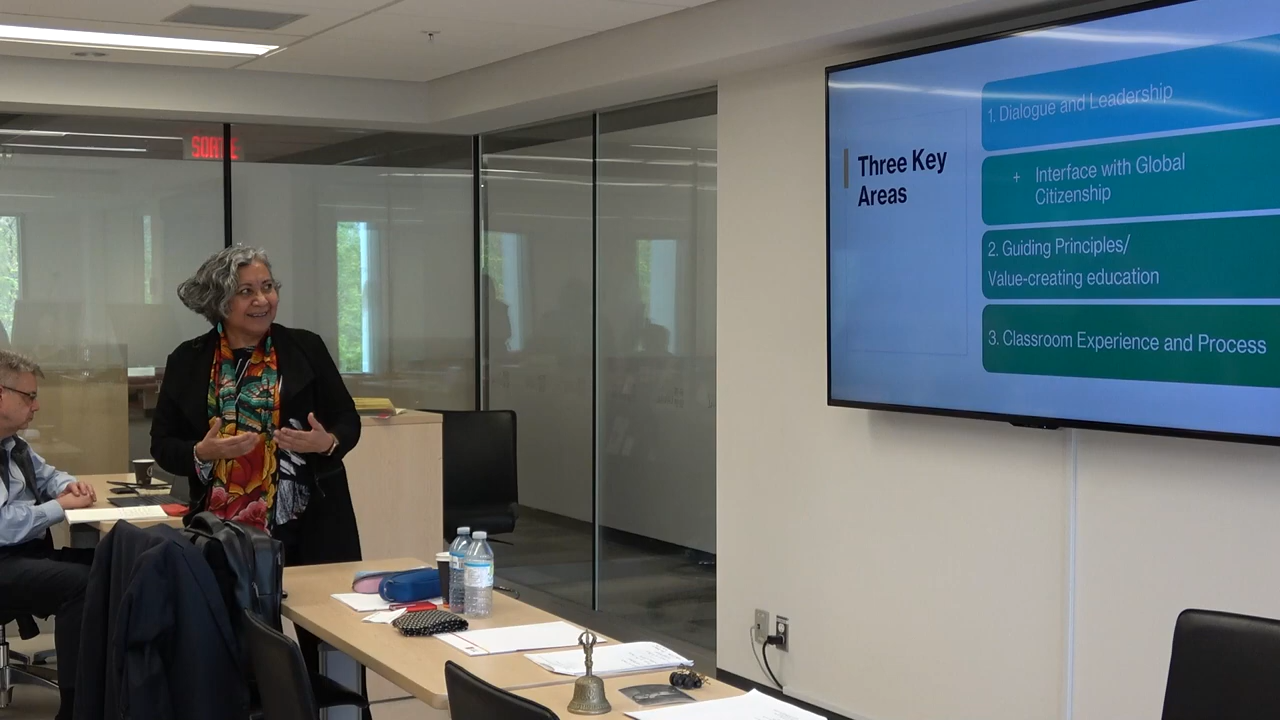 SORTIE
Three Key
Areas
1. Dialogue and Leadership
+ Interface with Global
Citizenship
2. Guiding Principles/
Value-creating education
3. Classroom Experience and Process